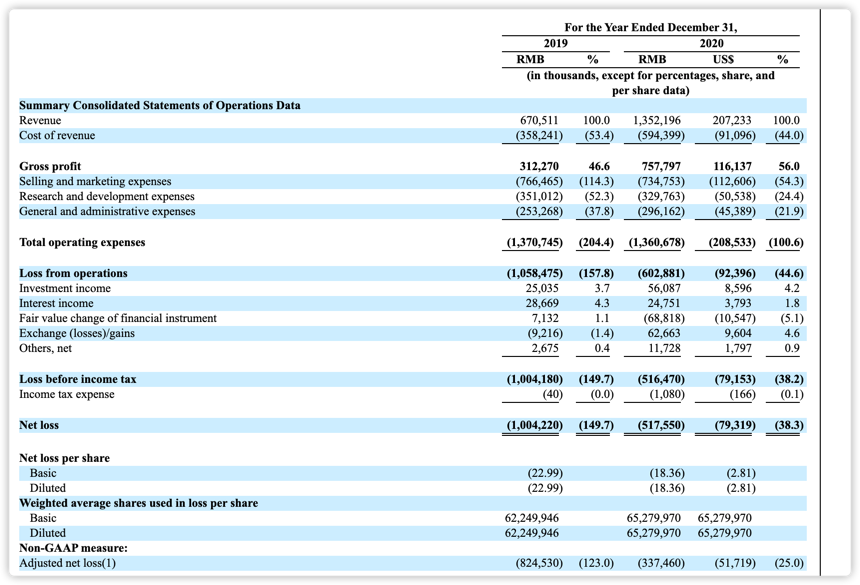 For the Year Ended December 31,
2019 2020
RMB % RMB US$ %
(in thousands, except for percentages, share, and
per share data)
Summary Consolidated Statements of Operations Data
Revenue 670,511 100.0 1,352,196 207,233 100.0
Cost of revenue (358,241) (53.4) (594,399) (91,096) (44.0)
Gross profit 312,270 46.6 757,797 116,137 56.0
Selling and marketing expenses (766,465) (114.3) (734,753) (112,606) (54.3)
Research and development expenses (351,012) (52.3) (329,763) (50,538) (24.4)
General and administrative expenses (253,268) (37.8) (296,162) (45,389) (21.9)
Total operating expenses (1,370,745) (204.4) (1,360,678) (208,533) (100.6)
Loss from operations (1,058,475) (157.8) (602,881) (92,396) (44.6)
Investment income 25,035 3.7 56,087 8,596 4.2
Interest income 28,669 4.3 24,751 3,793 1.8
Fair value change of financial instrument 7,132 1.1 (68,818) (10,547) (5.1)
Exchange (losses)/gains (9,216) (1.4) 62,663 9,604 4.6
Others, net 2,675 0.4 11,728 1,797 0.9
Loss before income tax (1,004,180) (149.7) (516,470) (79,153) (38.2)
Income tax expense (40) (0.0) (1,080) (166) (0.1)
Net loss (1,004,220) (149.7) (517,550) (79,319) (38.3)
Net loss per share
Basic (22.99) (18.36) (2.81)
Diluted (22.99) (18.36) (2.81)
Weighted average shares used in loss per share
Basic 62,249,946 65,279,970 65,279,970
Diluted 62,249,946 65,279,970 65,279,970
Non-GAAP measure:
Adjusted net loss(1) (824,530) (123.0) (337,460) (51,719) (25.0)